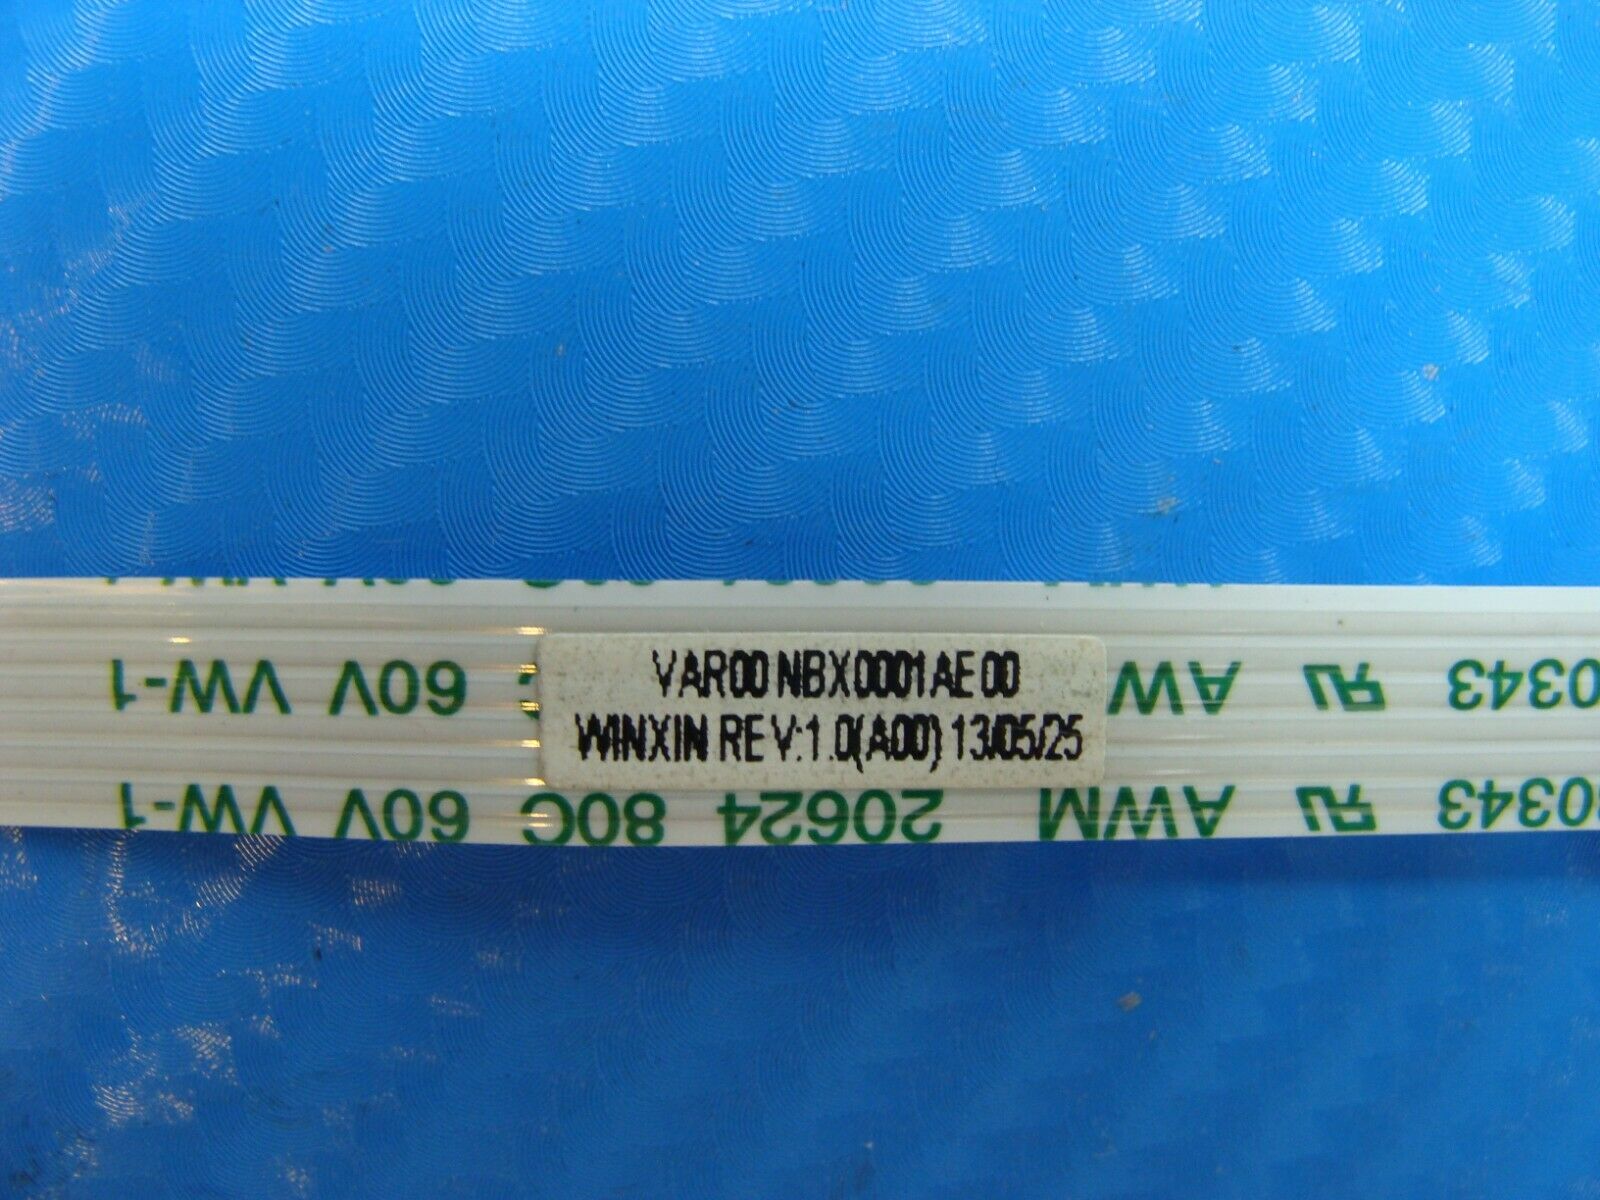 VAR00 NBX0001AE00
WINXIN REV:1.0(A00) 13/05/25
0343 AW 60V VW-1
30343 AWM 20624 80C 60V VW-1